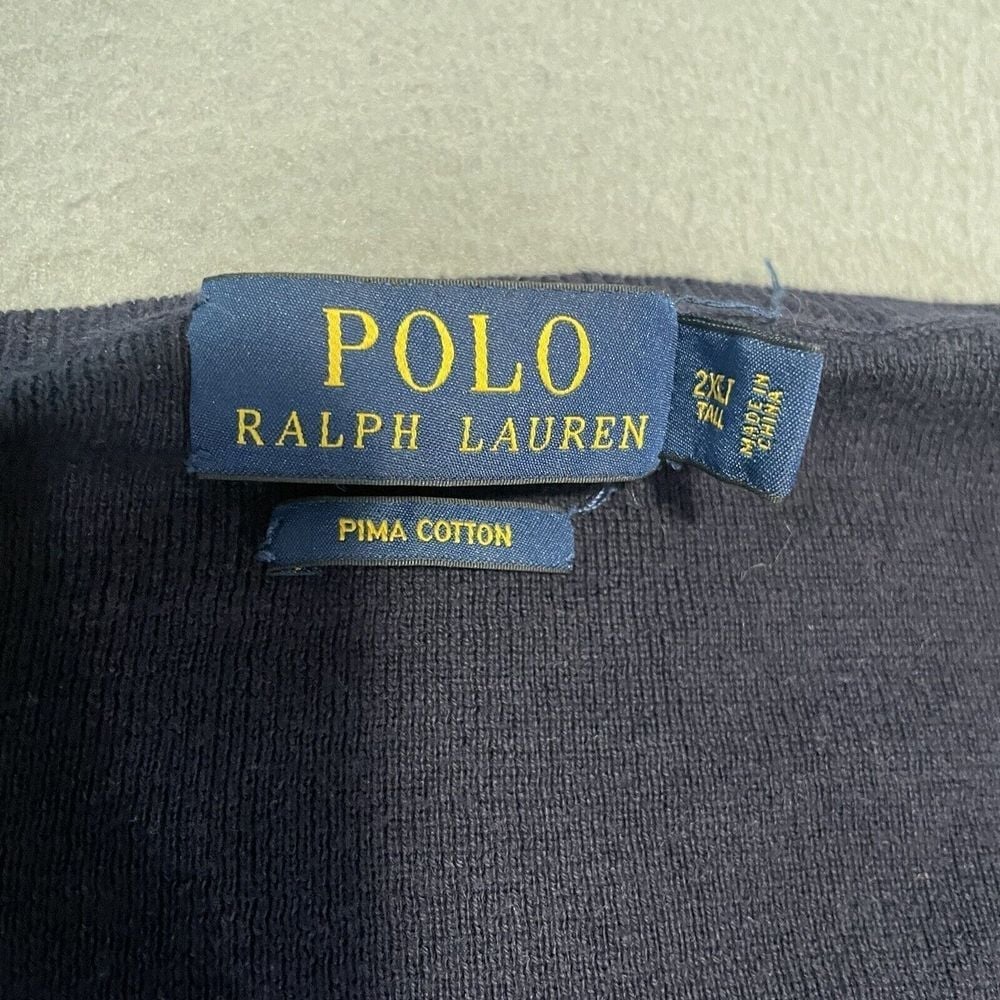 POLO
RALPH LAUREN
2XLT
TALL
MADE IN
CHINA
PIMA COTTON